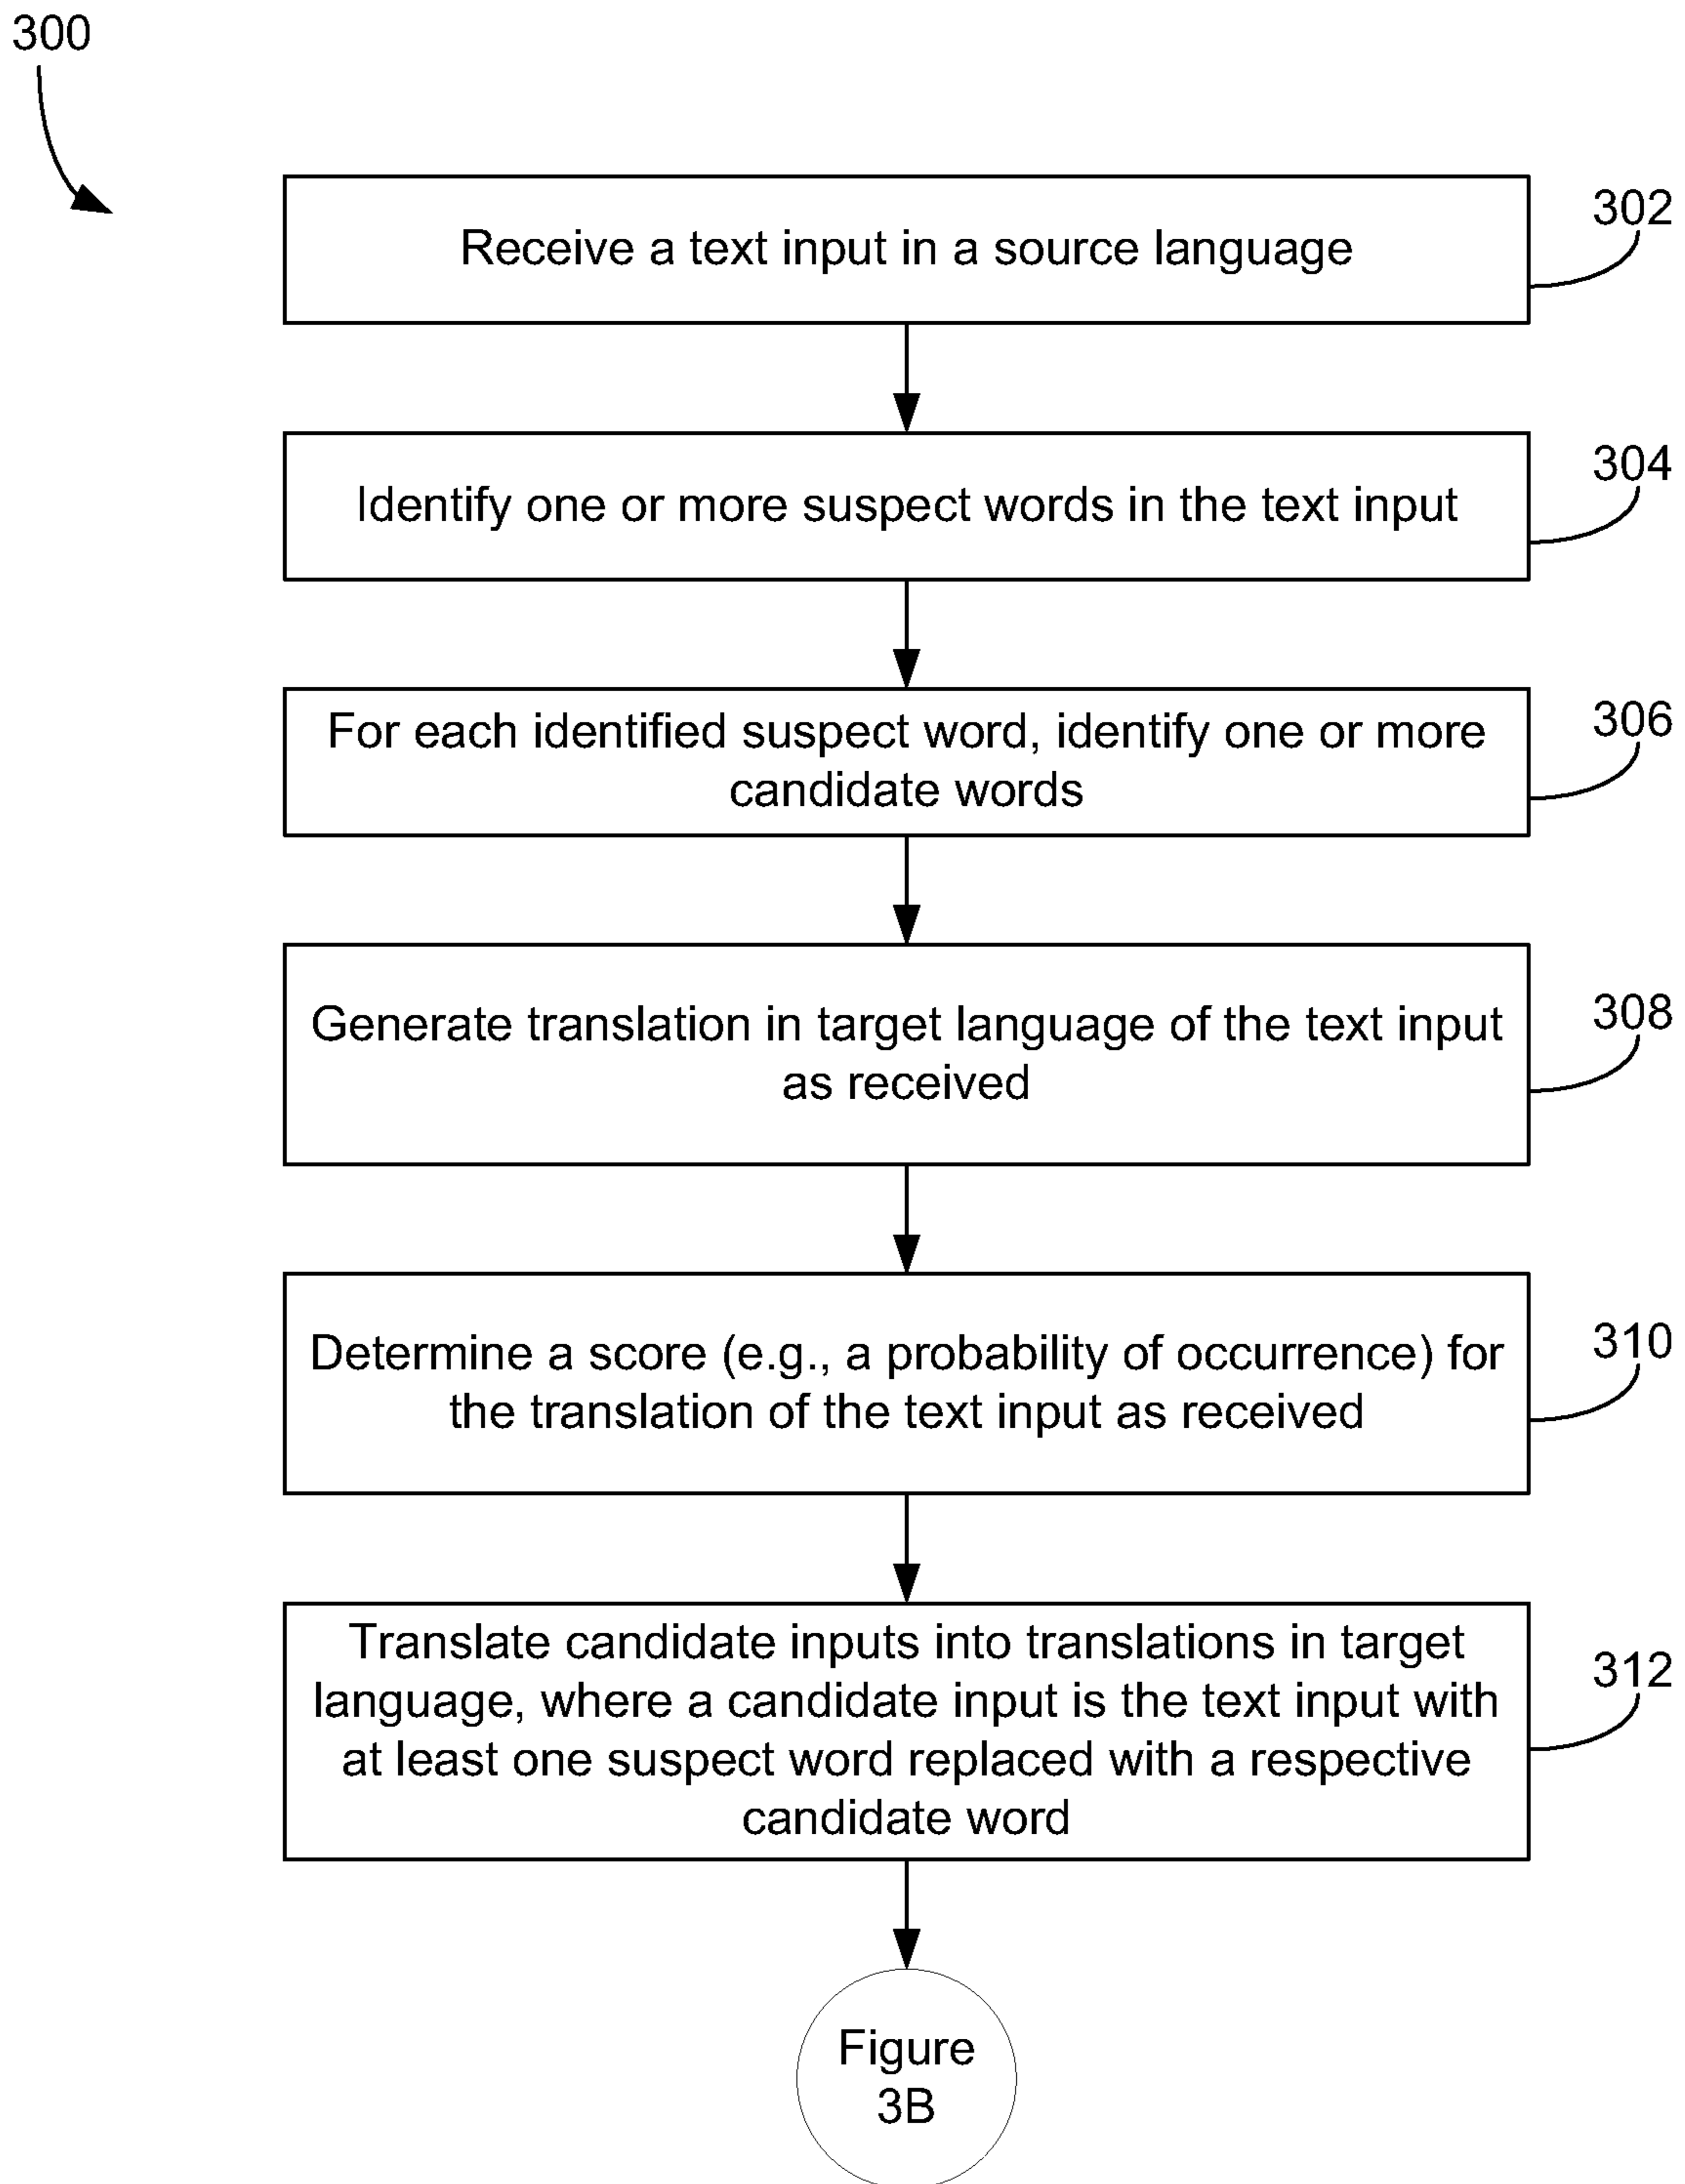 300
Receive a text input in a source language
302
Identify one or more suspect words in the text input
304
For each identified suspect word, identify one or more
candidate words
306
Generate translation in target language of the text input
as received
308
Determine a score (e.g., a probability of occurrence) for
the translation of the text input as received
310
Translate candidate inputs into translations in target
language, where a candidate input is the text input with
at least one suspect word replaced with a respective
candidate word
312
Figure
3B